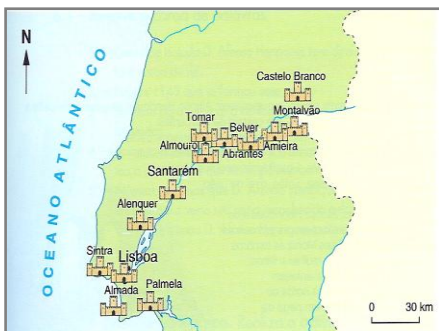 N
OCEANO ATLÂNTICO
Castelo Branco
Montalvão
Tomar
Belver
Almourol
Abrantes
Amieira
Santarém
Alenquer
Sintra
Lisboa
Almada
Palmela
0 30 km